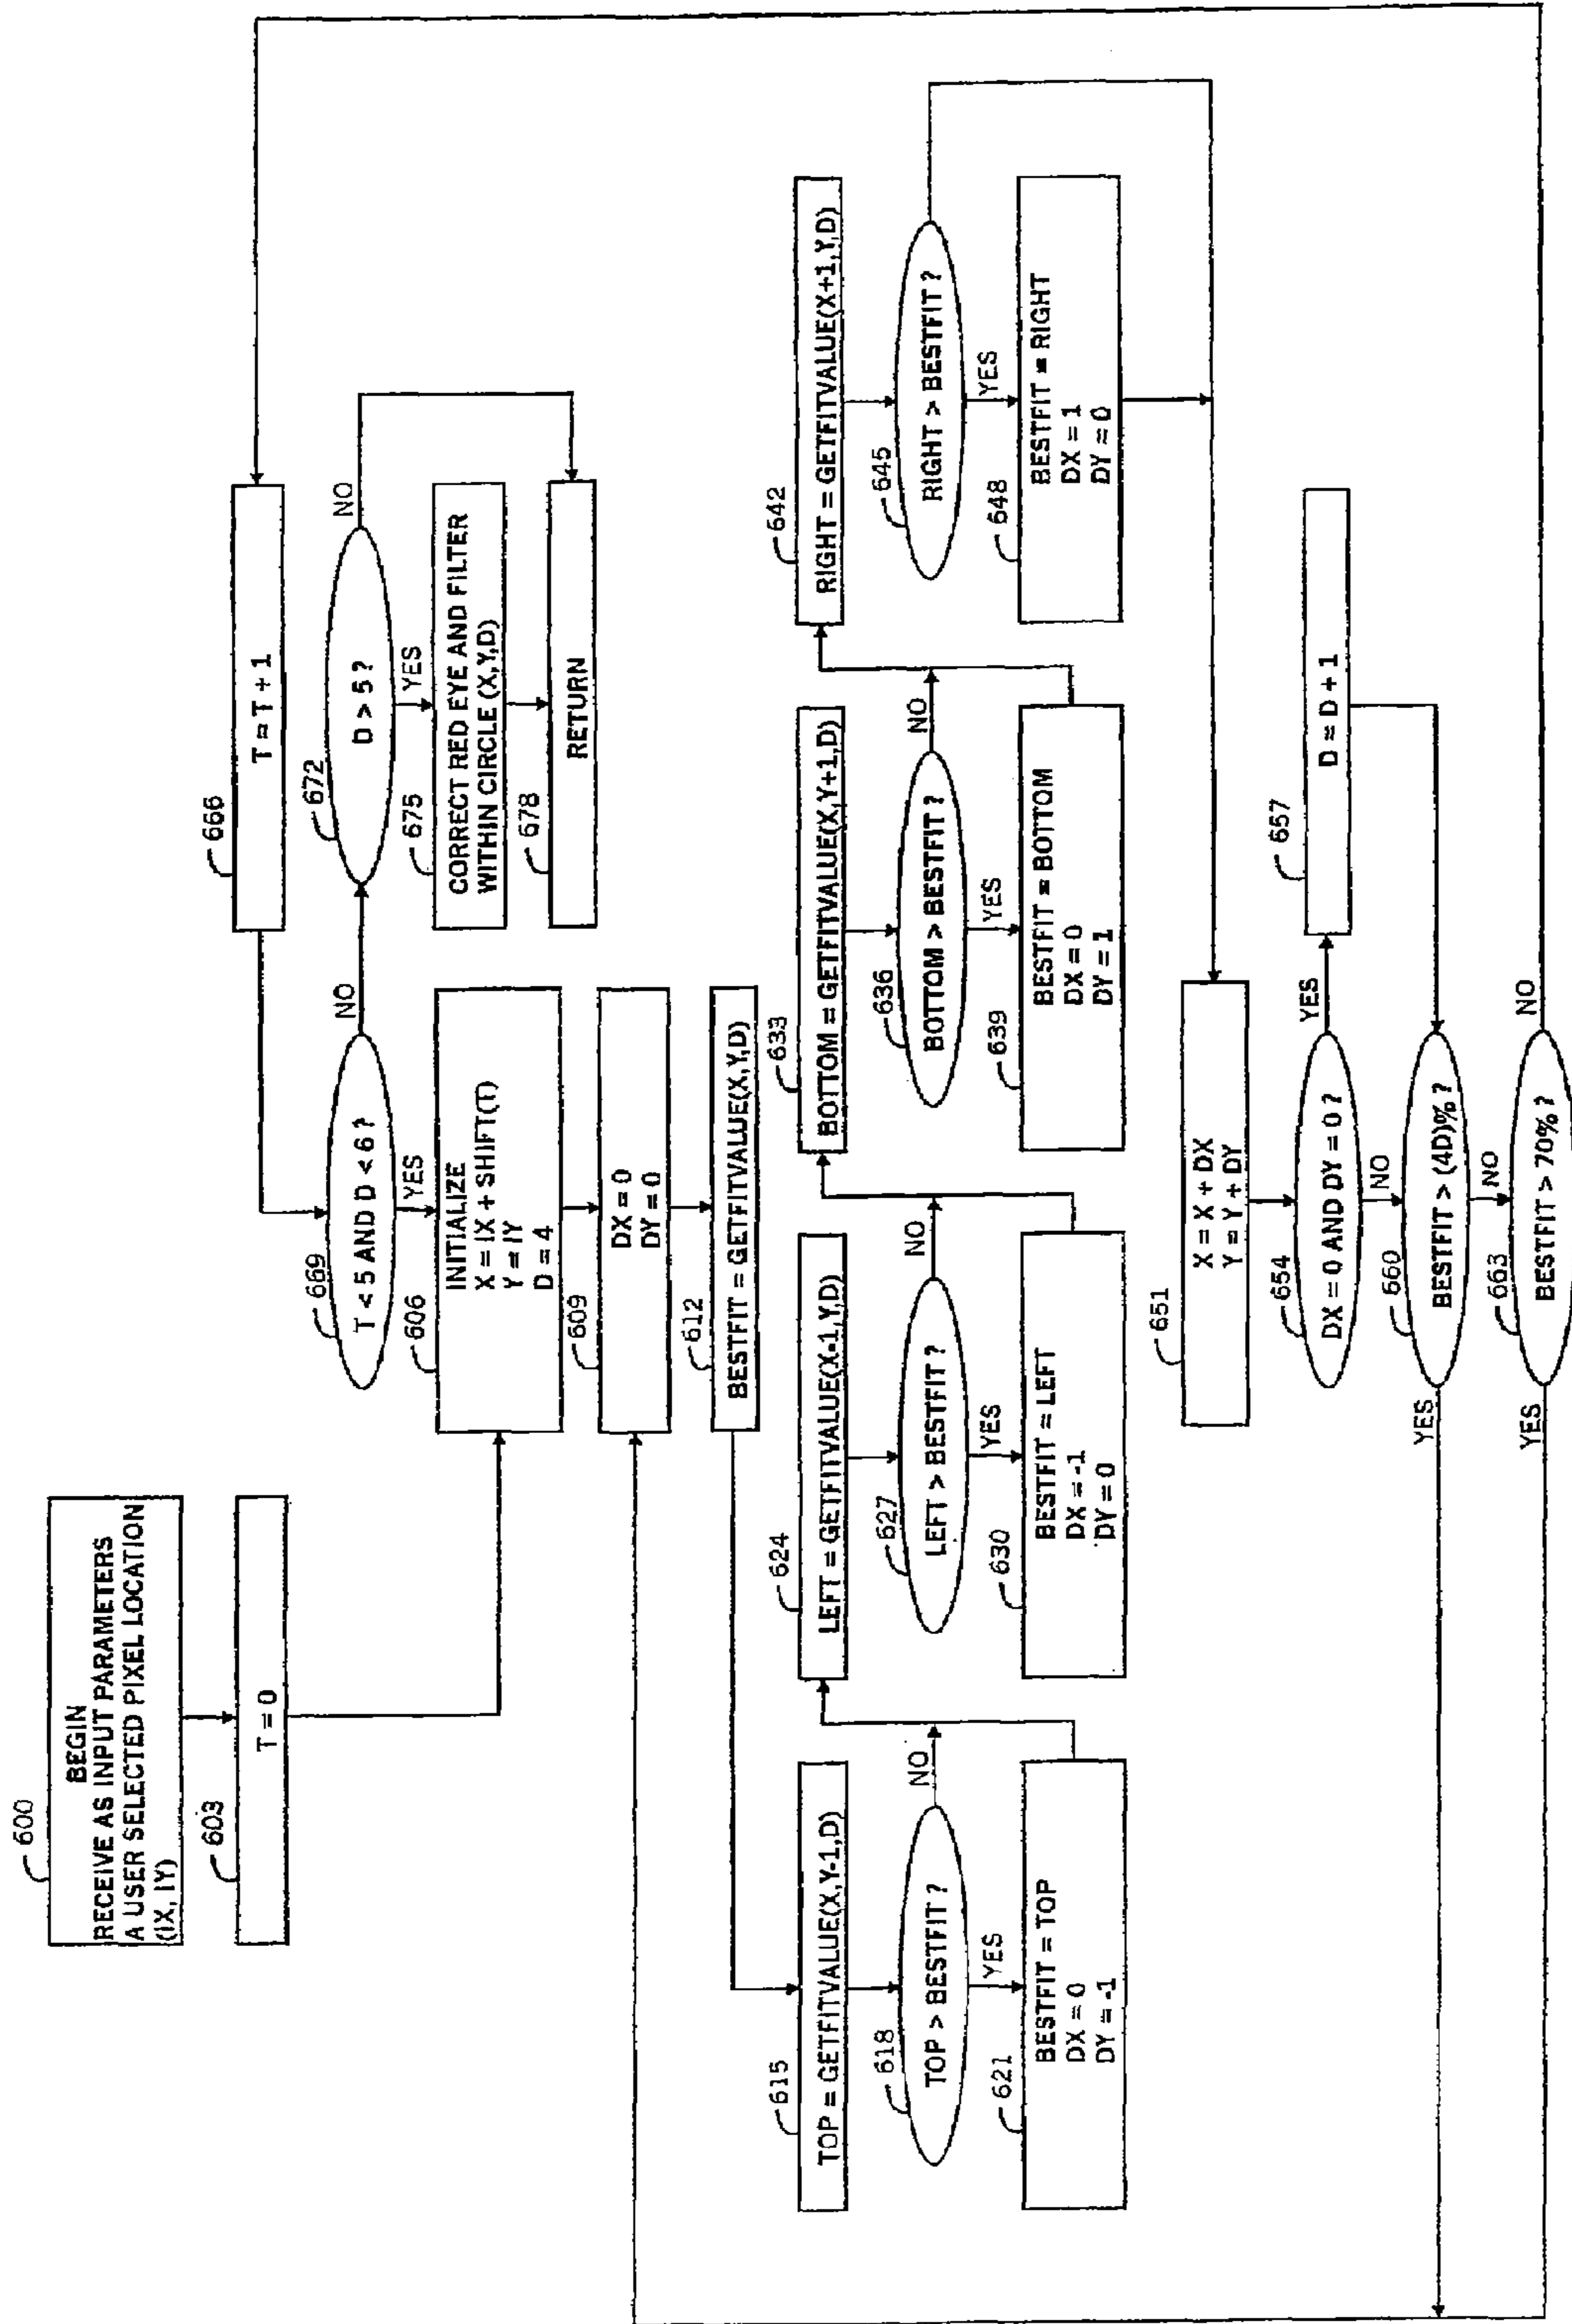 600
BEGIN
RECEIVE AS INPUT PARAMETERS
A USER SELECTED PIXEL LOCATION
(IX, IY)
603
T = 0
666
T = T + 1
669
T < 5 AND D < 6 ?
NO
YES
672
D > 5 ?
NO
YES
675
CORRECT RED EYE AND FILTER
WITHIN CIRCLE (X,Y,D)
678
RETURN
606
INITIALIZE
X = IX + SHIFT(T)
Y = IY
D = 4
609
DX = 0
DY = 0
612
BESTFIT = GETFITVALUE(X,Y,D)
615
TOP = GETFITVALUE(X,Y-1,D)
618
TOP > BESTFIT ?
NO
YES
621
BESTFIT = TOP
DX = 0
DY = -1
624
LEFT = GETFITVALUE(X-1,Y,D)
627
LEFT > BESTFIT ?
NO
YES
630
BESTFIT = LEFT
DX = -1
DY = 0
633
BOTTOM = GETFITVALUE(X,Y+1,D)
636
BOTTOM > BESTFIT ?
NO
YES
639
BESTFIT = BOTTOM
DX = 0
DY = 1
642
RIGHT = GETFITVALUE(X+1,Y,D)
645
RIGHT > BESTFIT ?
YES
648
BESTFIT = RIGHT
DX = 1
DY = 0
651
X = X + DX
Y = Y + DY
654
DX = 0 AND DY = 0 ?
YES
NO
657
D = D + 1
660
BESTFIT > (4D)% ?
YES
NO
663
BESTFIT > 70% ?
YES
NO